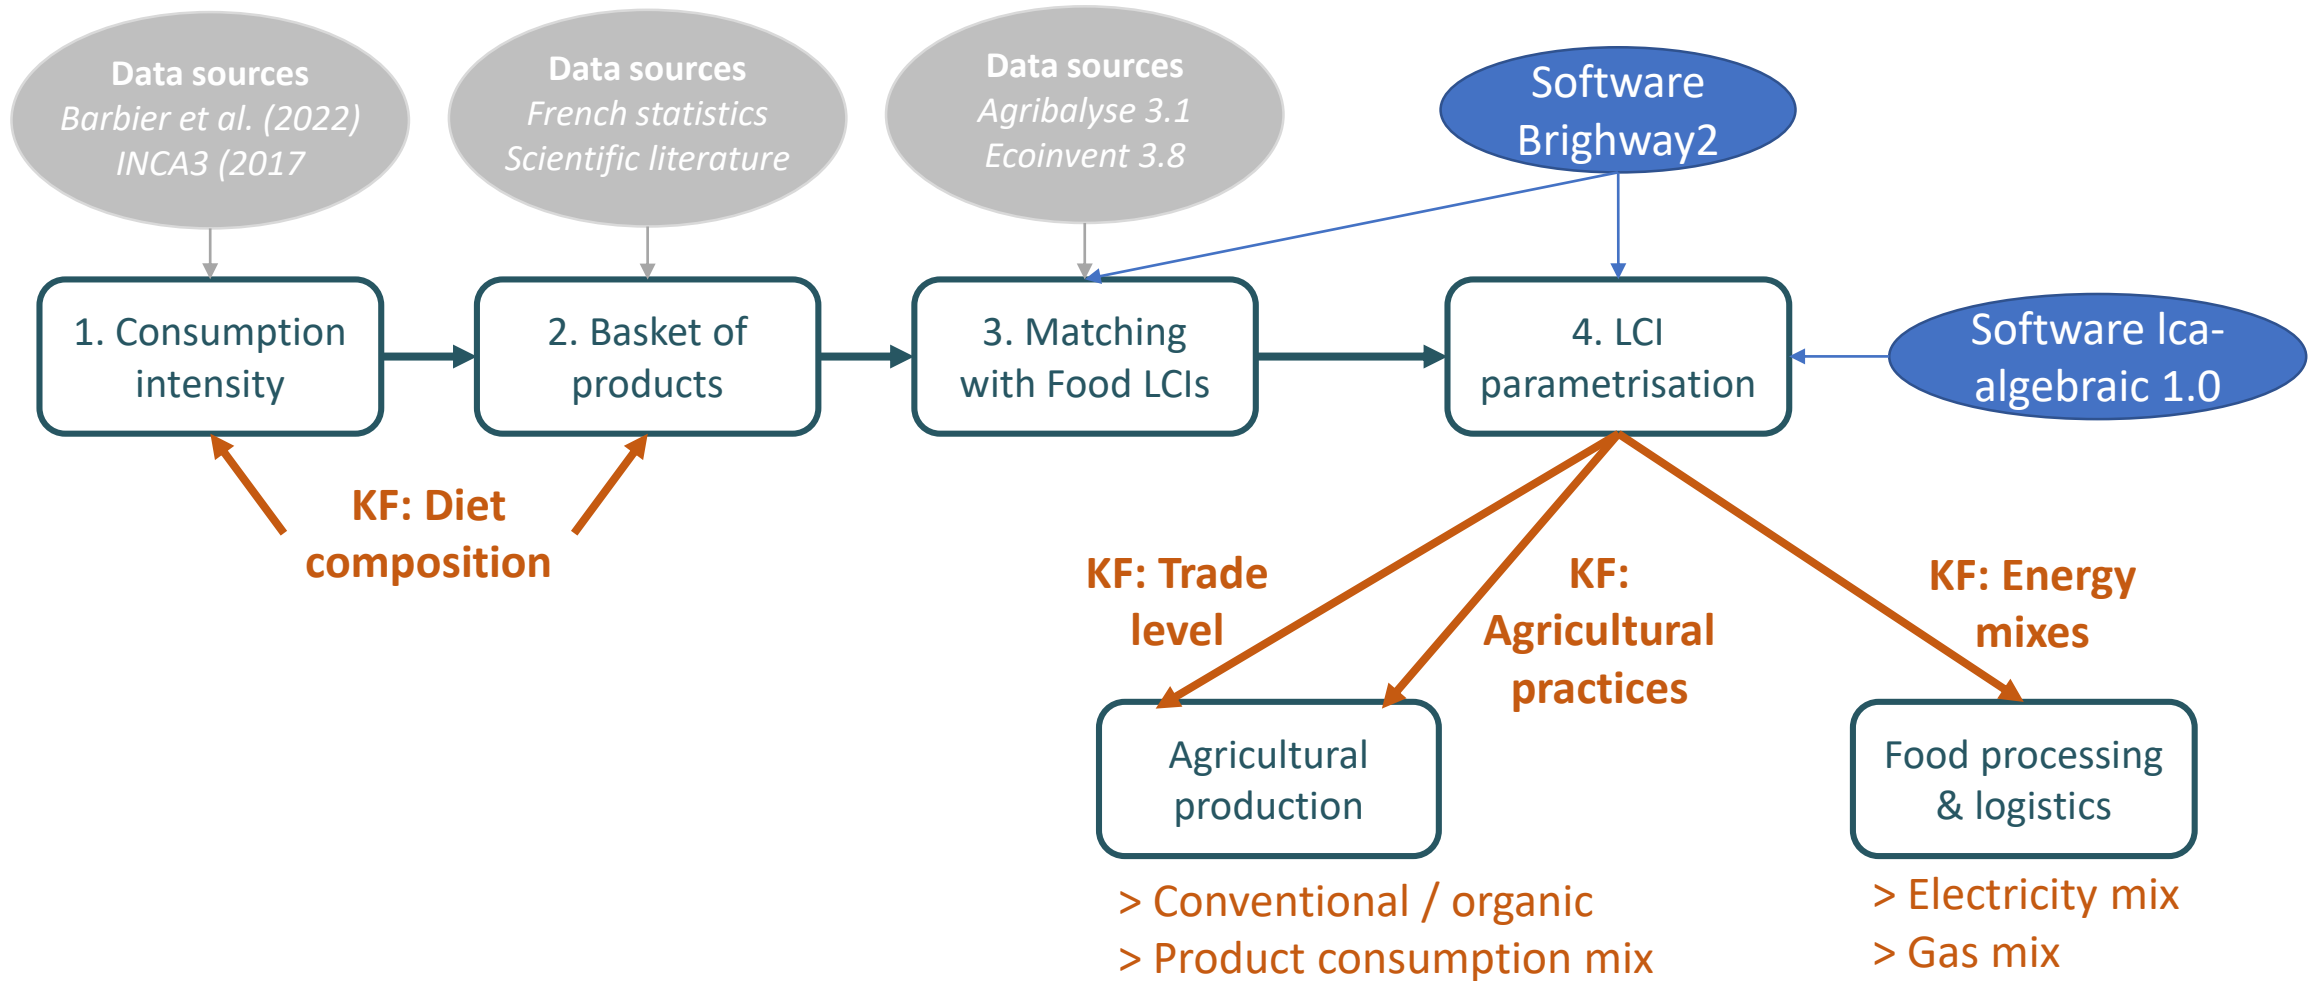 Data sources
Barbier et al. (2022)
INCA3 (2017
Data sources
French statistics
Scientific literature
Data sources
Agribalyse 3.1
Ecoinvent 3.8
Software
Brighway2
1. Consumption
intensity
2. Basket of
products
3. Matching
with Food LCIs
4. LCI
parametrisation
Software lca-
algebraic 1.0
KF: Diet
composition
KF: Trade
level
KF:
Agricultural
practices
KF: Energy
mixes
Agricultural
production
Food processing
& logistics
> Conventional / organic
> Product consumption mix
> Electricity mix
> Gas mix